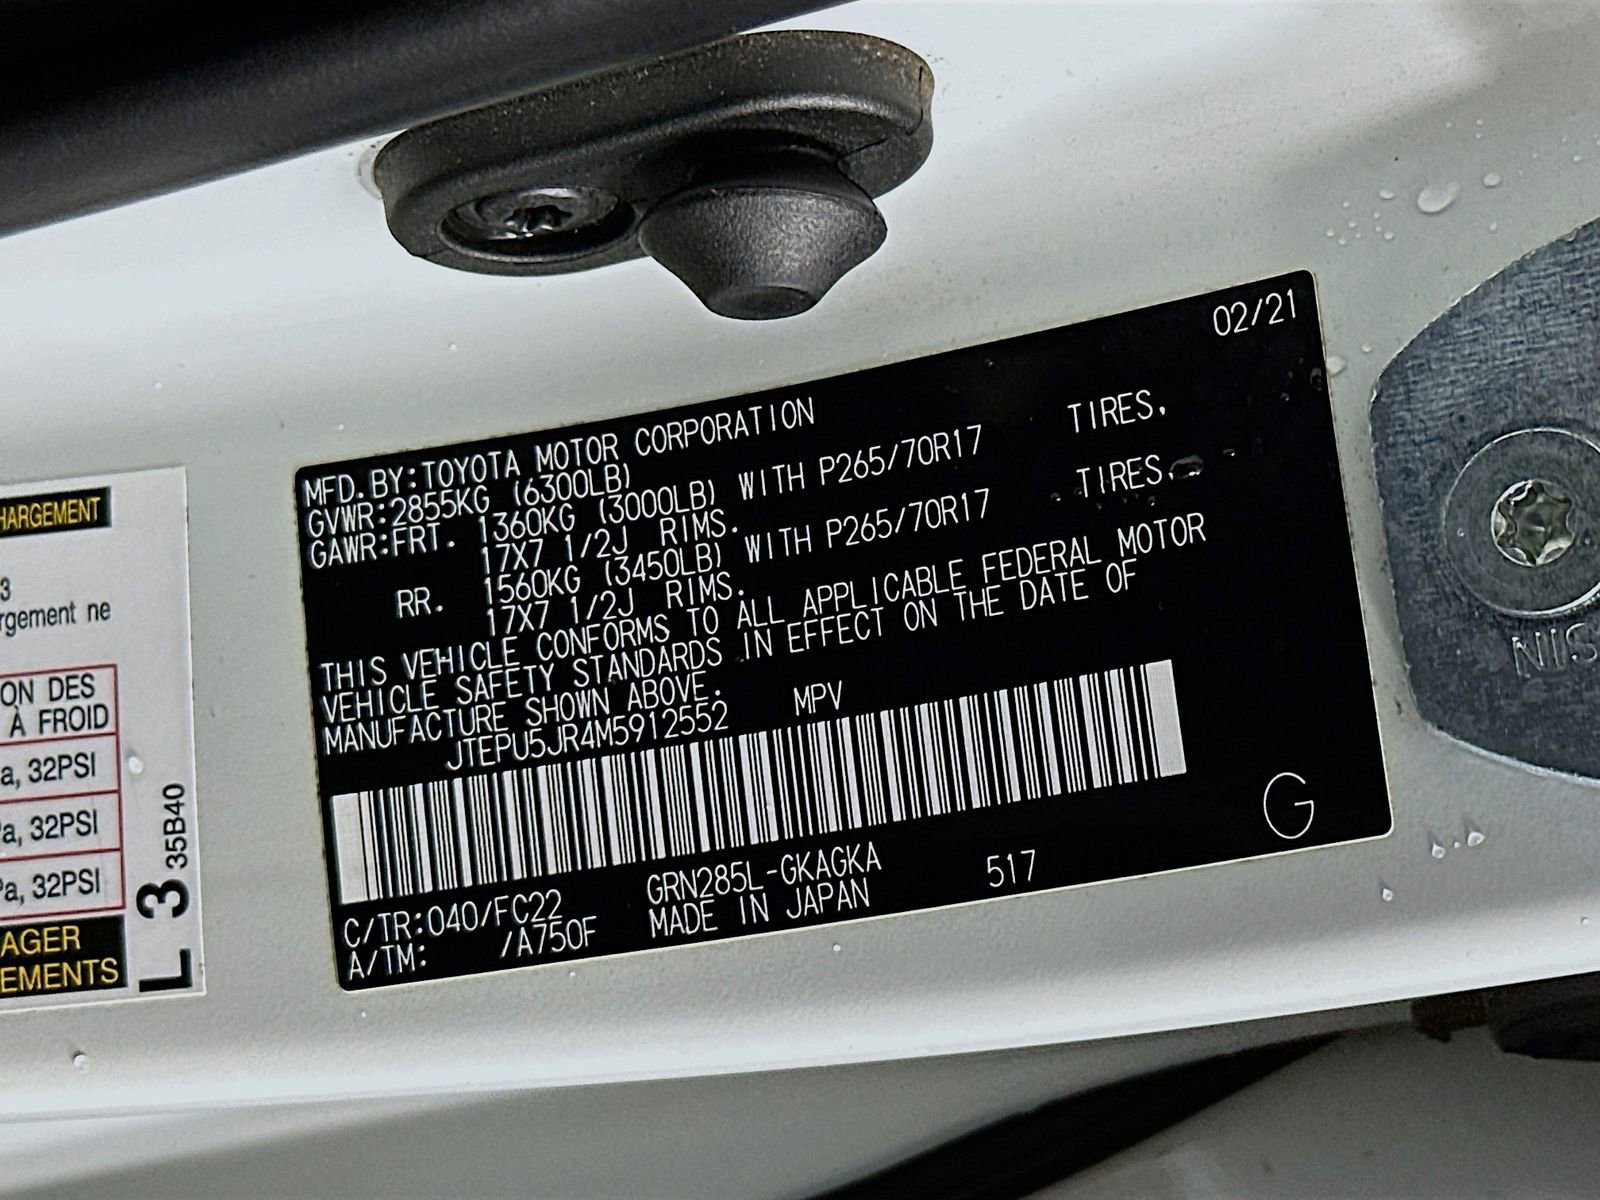 02/21
MFD.BY:TOYOTA MOTOR CORPORATION
GVWR:2855KG (6300LB)
GAWR:FRT. 1360KG (3000LB) WITH P265/70R17 TIRES.
17X7 1/2J RIMS.
RR. 1560KG (3450LB) WITH P265/70R17 TIRES.
17X7 1/2J RIMS.
THIS VEHICLE CONFORMS TO ALL APPLICABLE FEDERAL MOTOR
VEHICLE SAFETY STANDARDS IN EFFECT ON THE DATE OF
MANUFACTURE SHOWN ABOVE.
JTEPU5JR4M5912552 MPV
C/TR:040/FC22 GRN285L-GKAGKA 517 G
A/TM: /A750F MADE IN JAPAN
HARGEMENT
3
rgement ne
ON DES
À FROID
a, 32PSI
Pa, 32PSI
Pa, 32PSI
AGER
EMENTS
L 3 35B40
NIS